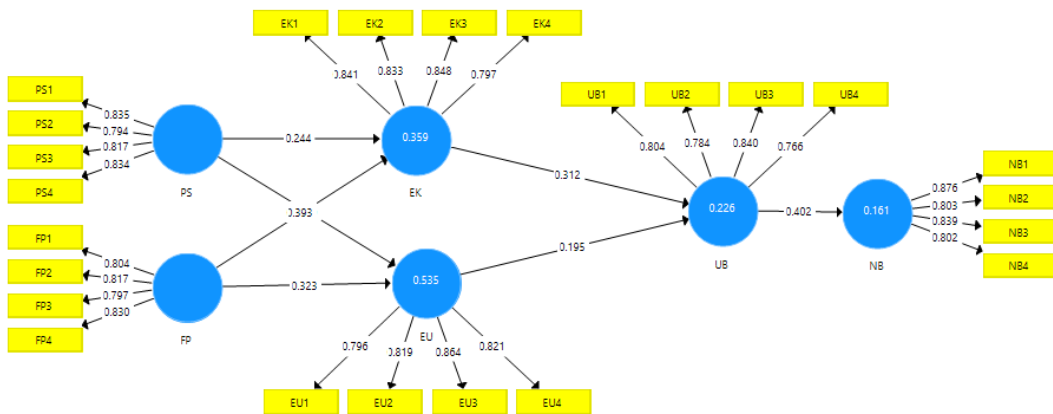 EK1
EK2
EK3
EK4
0.841
0.833
0.848
0.797
PS1
PS2
PS3
PS4
0.835
0.794
0.817
0.834
PS
0.244
0.359
EK
0.393
FP1
FP2
FP3
FP4
0.804
0.817
0.797
0.830
FP
0.323
0.535
EU
0.796
0.819
0.864
0.821
EU1
EU2
EU3
EU4
0.312
0.195
UB1
UB2
UB3
UB4
0.804
0.784
0.840
0.766
0.226
UB
0.402
0.161
NB
0.876
0.803
0.839
0.802
NB1
NB2
NB3
NB4